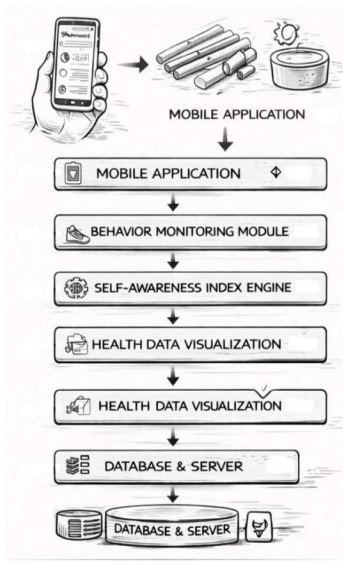 MOBILE APPLICATION
MOBILE APPLICATION
BEHAVIOR MONITORING MODULE
SELF-AWARENESS INDEX ENGINE
HEALTH DATA VISUALIZATION
HEALTH DATA VISUALIZATION
DATABASE & SERVER
DATABASE & SERVER